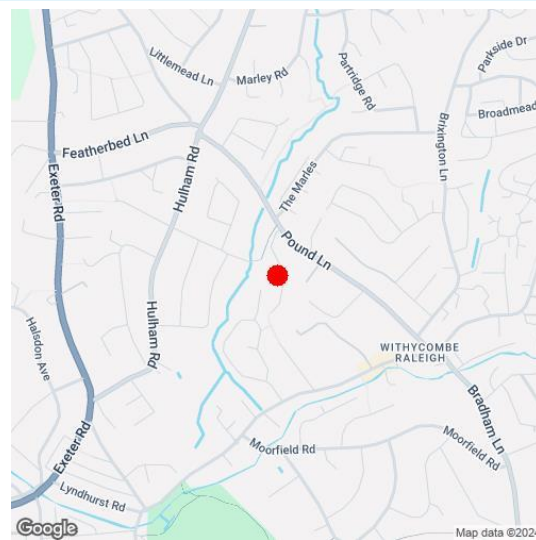 Littlemead Ln
Marley Rd
Partridge Rd
Parkside Dr
Broadmead
Brixington Ln
Featherbed Ln
Hulham Rd
Exeter Rd
The Marles
Pound Ln
Hulham Rd
Halsdon Ave
WITHYCOMBE
RALEIGH
Bradham Ln
Exeter Rd
Moorfield Rd
Moorfield Rd
Lyndhurst Rd
Google
Map data ©2024